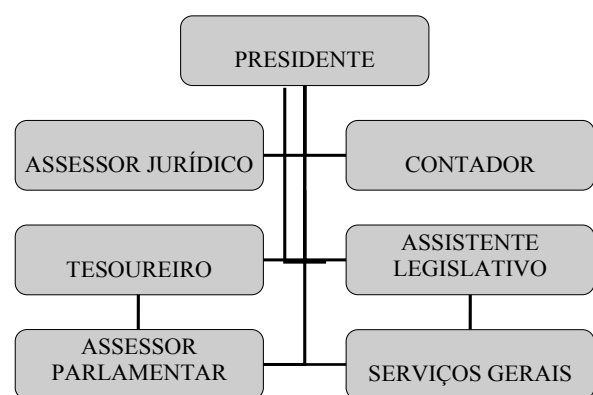 PRESIDENTE
ASSESSOR JURÍDICO
CONTADOR
TESOUREIRO
ASSISTENTE
LEGISLATIVO
ASSESSOR
PARLAMENTAR
SERVIÇOS GERAIS